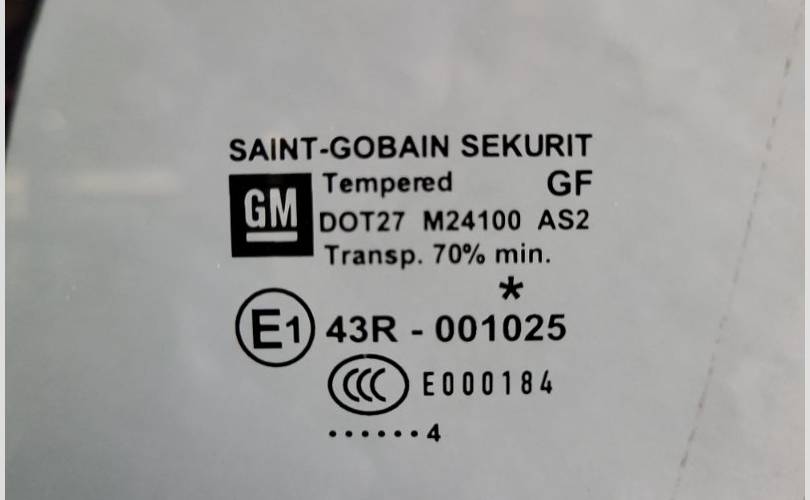 SAINT-GOBAIN SEKURIT
GM Tempered GF
DOT27 M24100 AS2
Transp. 70% min.
*
E1 43R - 001025
CCC E000184
......4